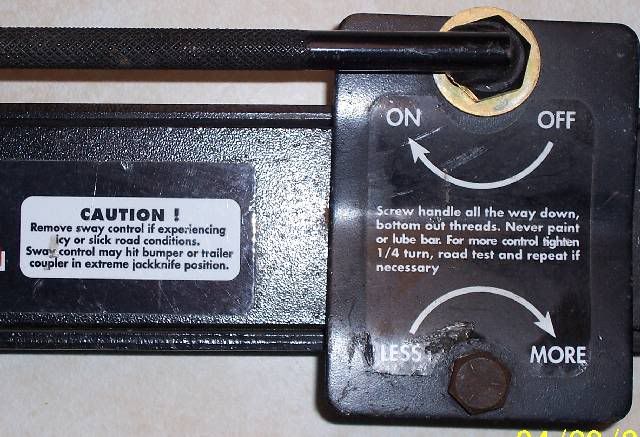 CAUTION !
Remove sway control if experiencing
icy or slick road conditions.
Sway control may hit bumper or trailer
coupler in extreme jackknife position.
ON OFF
Screw handle all the way down,
bottom out threads. Never paint
or lube bar. For more control tighten
1/4 turn, road test and repeat if
necessary
LESS MORE